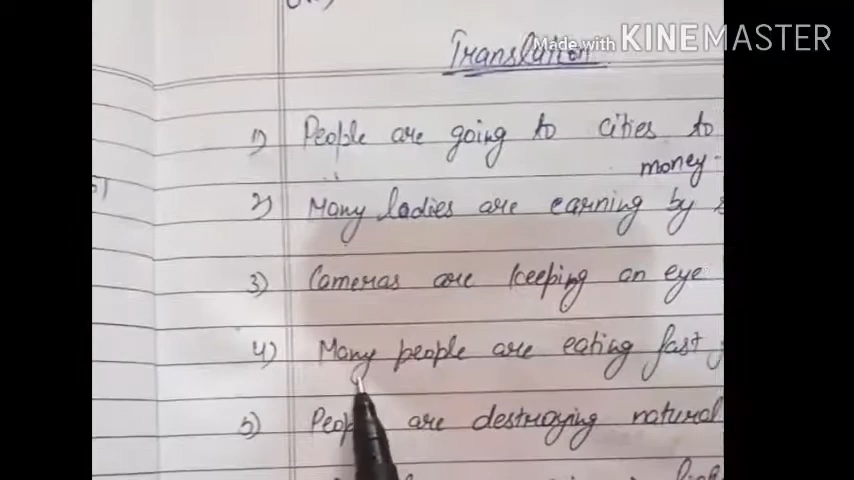 Translation
Made with KINEMASTER
1) People are going to cities to
money.
2) Many ladies are earning by
3) Cameras are keeping an eye
4) Many people are eating fast
5) People are destroying natural